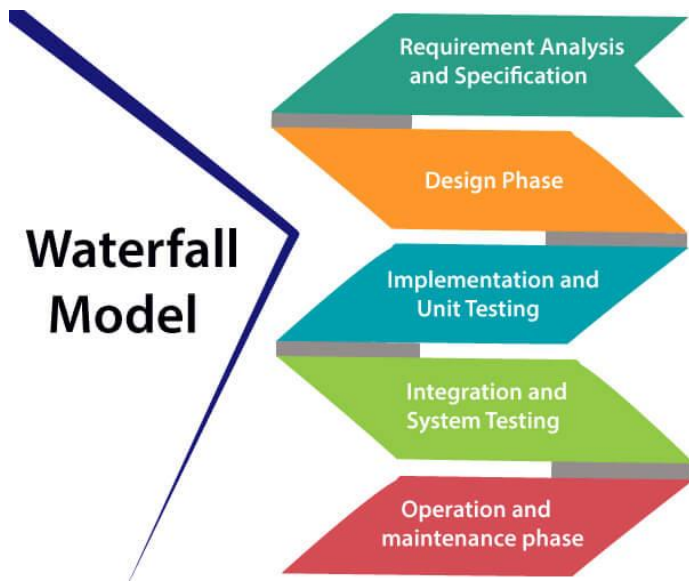 Waterfall
Model
Requirement Analysis
and Specification
Design Phase
Implementation and
Unit Testing
Integration and
System Testing
Operation and
maintenance phase